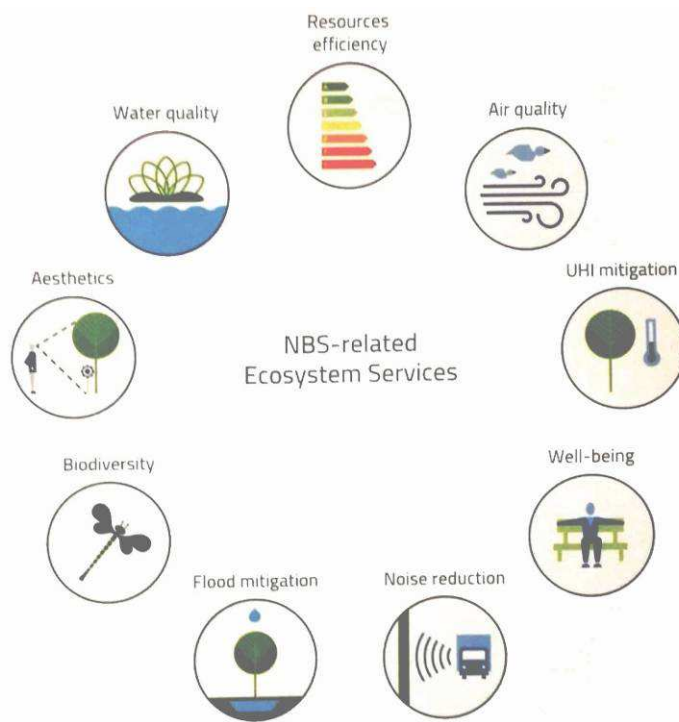 Resources
efficiency
Water quality
Air quality
Aesthetics
UHI mitigation
NBS-related
Ecosystem Services
Biodiversity
Well-being
Flood mitigation
Noise reduction